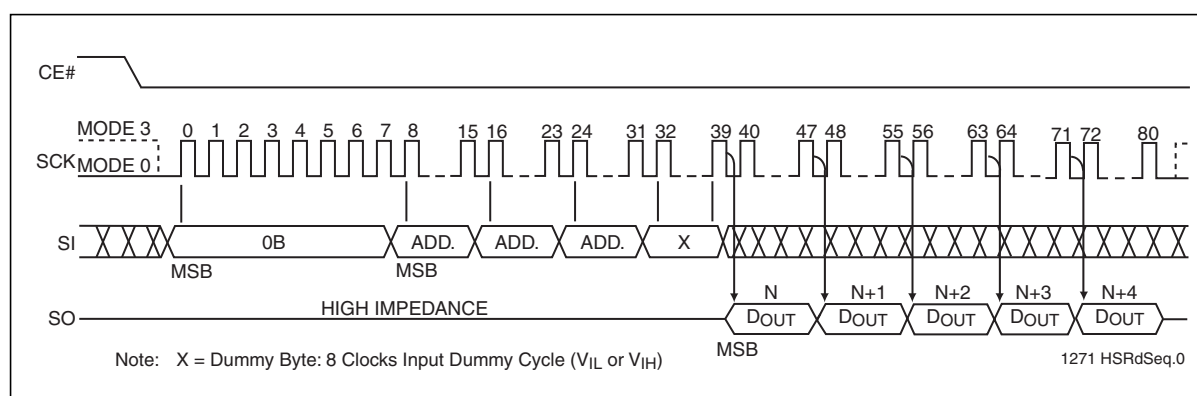 CE#
MODE 3
0 1 2 3 4 5 6 7 8 15 16 23 24 31 32 39 40 47 48 55 56 63 64 71 72 80
SCK MODE 0
SI 0B ADD. ADD. ADD. X
MSB MSB
HIGH IMPEDANCE
N N+1 N+2 N+3 N+4
SO DOUT DOUT DOUT DOUT DOUT
MSB
Note: X = Dummy Byte: 8 Clocks Input Dummy Cycle (VIL or VIH)
1271 HSRdSeq.0